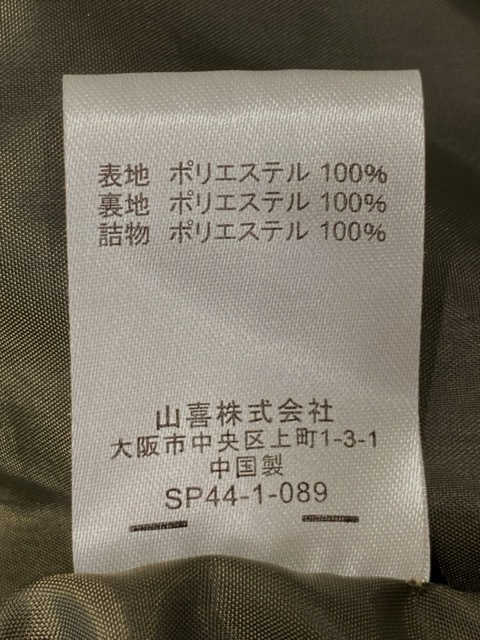 表地 ポリエステル 100%
裏地 ポリエステル 100%
詰物 ポリエステル 100%
山喜株式会社
大阪市中央区上町1-3-1
中国製
SP44-1-089